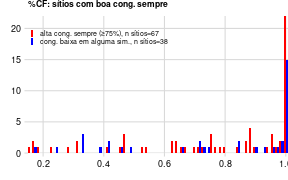 %CF: sítios com boa cong. sempre
alta cong. sempre (≥75%), n sítios=67
cong. baixa em alguma sim., n sítios=38
20
15
10
5
0
0.2 0.4 0.6 0.8 1.0